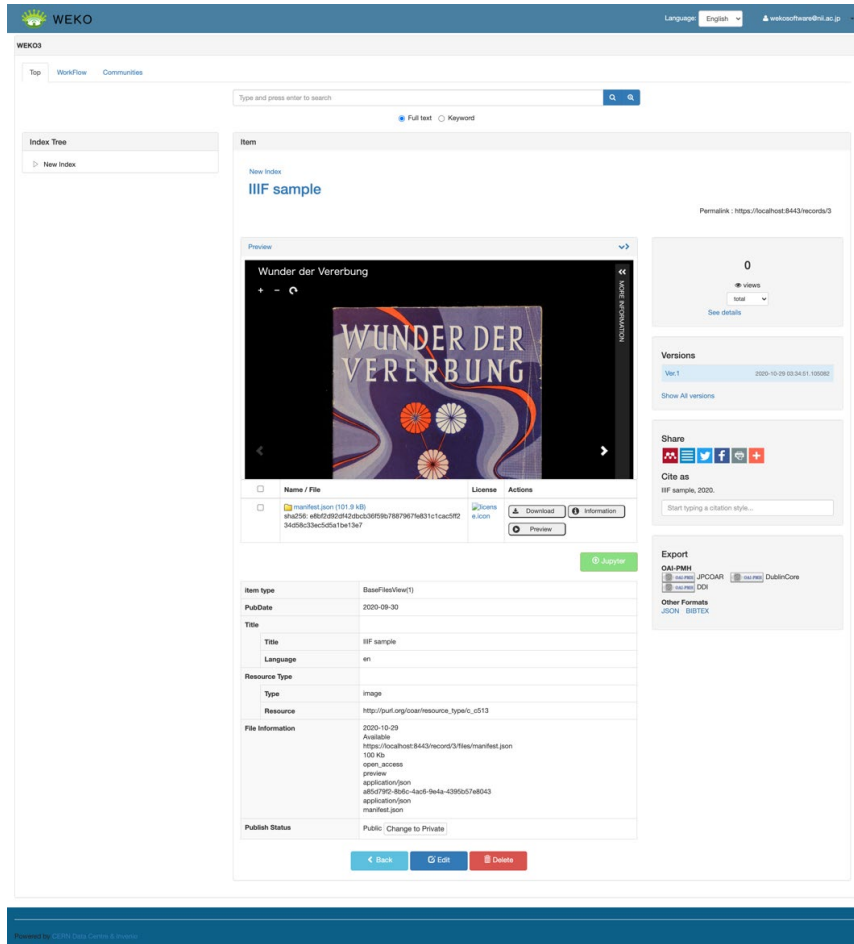 WEKO
Language: English wekosoftware@nii.ac.jp
WEKO3
Top WorkFlow Communities
Type and press enter to search
Full text Keyword
Index Tree
New Index
Item
New Index
IIIF sample
Permalink : https://localhost:8443/records/3
Preview
Wunder der Vererbung
MORE INFORMATION
WUNDER DER
VERERBUNG
Name / File License Actions
manifest.json (101.9 kB)
Download Information
Preview
Jupyter
item type BaseFilesView(1)
PubDate 2020-09-30
Title
Title IIIF sample
Language en
Resource Type
Type image
Resource http://purl.org/coar/resource_type/c_c513
File Information 2020-10-29
Available
https://localhost:8443/record/3/files/manifest.json
100 Kb
open_access
preview
application/json
a85d79f2-8b6c-4ac6-9e4a-4395b57e8043
application/json
manifest.json
Publish Status Public Change to Private
Back Edit Delete
0
views
total
See details
Versions
Ver.1 2020-10-29 03:34:51.100082
Show All versions
Share
Cite as
IIIF sample, 2020.
Start typing a citation style...
Export
OAI-PMH
OAI-PMH JPCOAR OAI-PMH DublinCore
OAI-PMH DDI
Other Formats
JSON BIBTEX
Powered by CERN Data Centre & Invenio